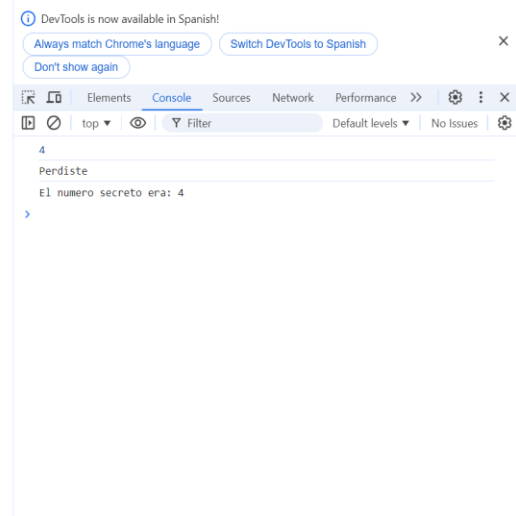 DevTools is now available in Spanish!
Always match Chrome's language
Switch DevTools to Spanish
Don't show again
Elements Console Sources Network Performance
top Filter Default levels No Issues
4
Perdiste
El numero secreto era: 4